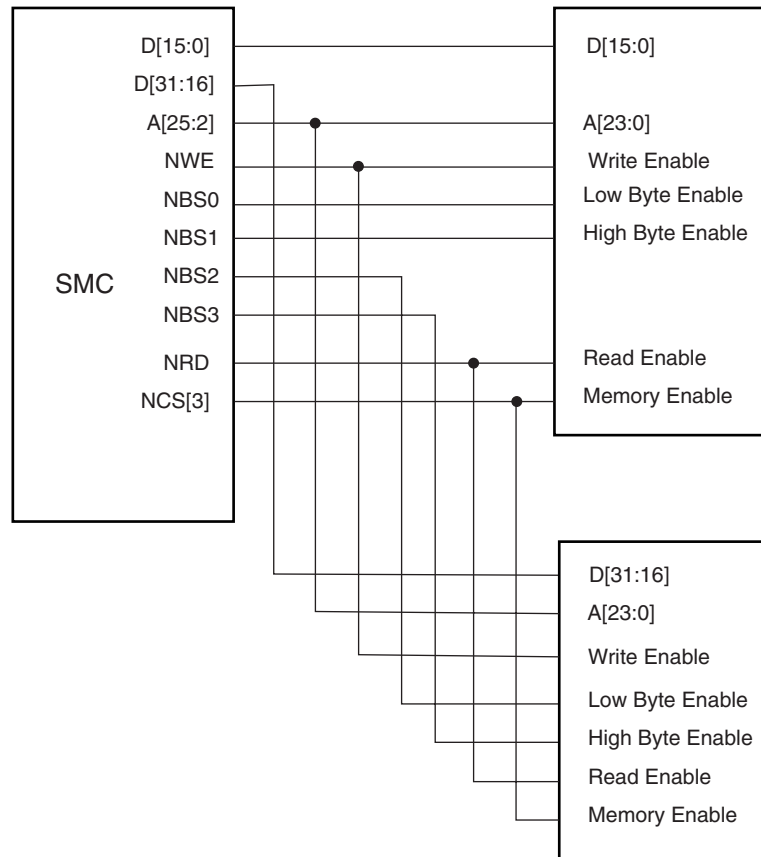 D[15:0]
D[31:16]
A[25:2]
NWE
NBS0
NBS1
NBS2
NBS3
NRD
NCS[3]
SMC
D[15:0]
A[23:0]
Write Enable
Low Byte Enable
High Byte Enable
Read Enable
Memory Enable
D[31:16]
A[23:0]
Write Enable
Low Byte Enable
High Byte Enable
Read Enable
Memory Enable